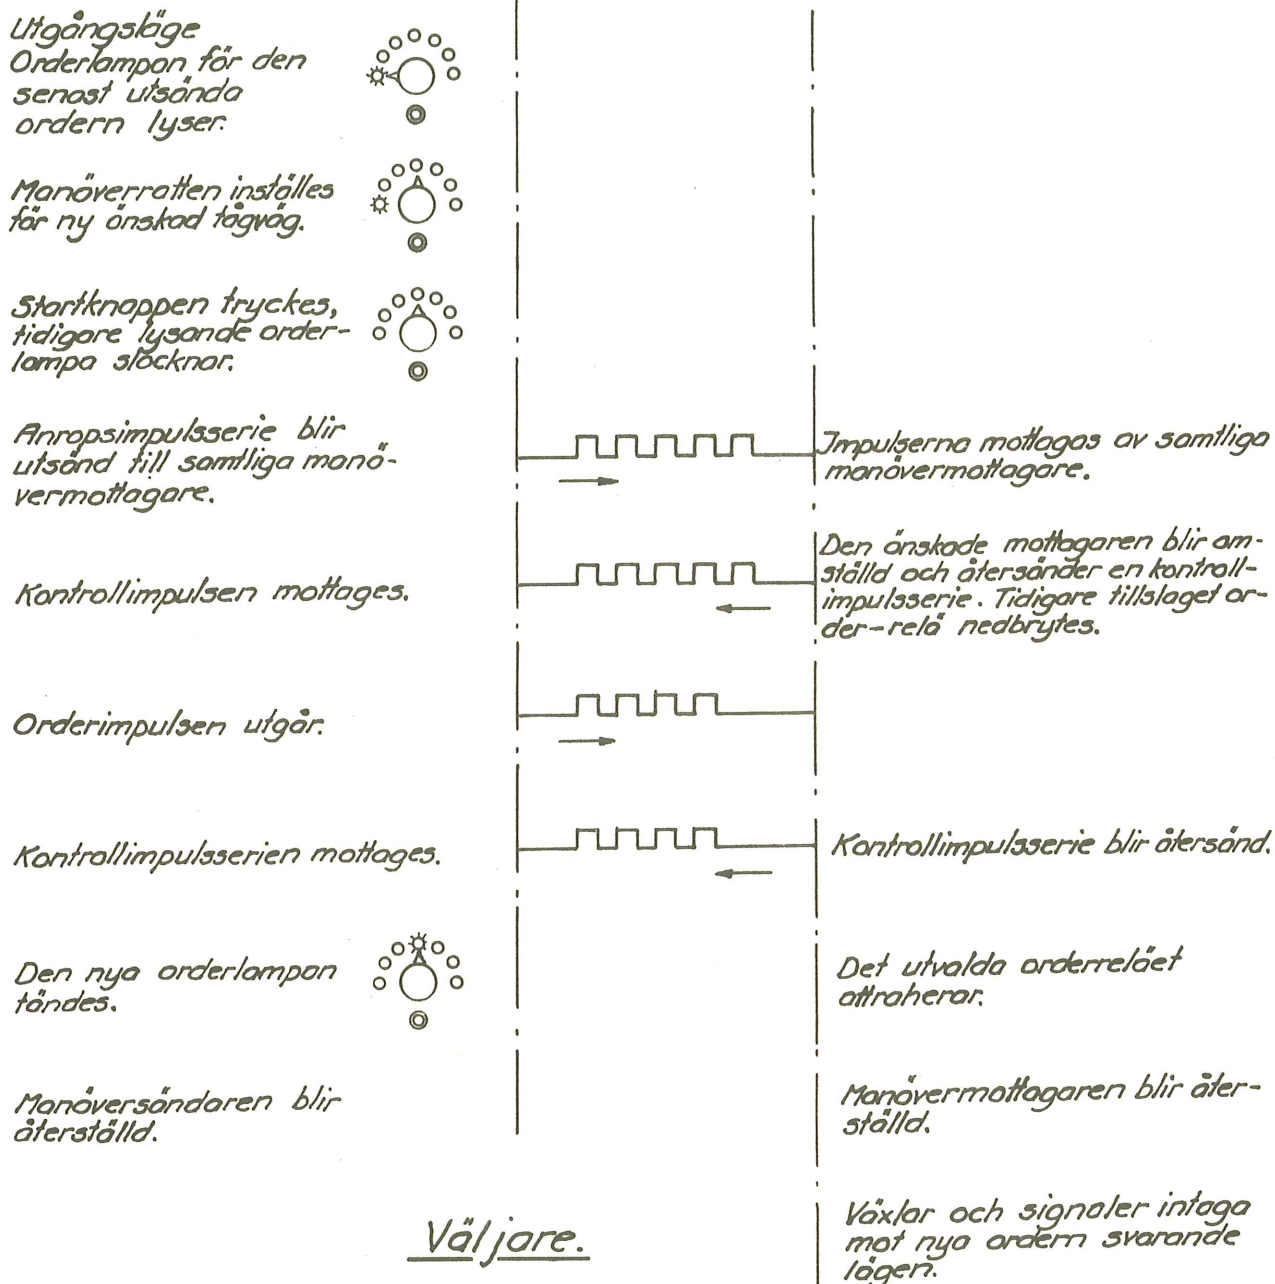 Utgångsläge
Orderlampan för den
senast utsända
ordern lyser.
Manöverratten inställes
för ny önskad tågväg.
Startknappen tryckes,
tidigare lysande order-
lampa slocknar.
Anropsimpulsserie blir
utsänd till samtliga manö-
vermottagare.
Impulserna mottagas av samtliga
manövermottagare.
Kontrollimpulsen mottages.
Den önskade mottagaren blir om-
ställd och återsänder en kontroll-
impulsserie. Tidigare tillslaget or-
der-relä nedbrytes.
Orderimpulsen utgår.
Kontrollimpulsserien mottages.
Kontrollimpulsserie blir återsänd.
Den nya orderlampan
tändes.
Det utvalda orderreläet
attraherar.
Manöversändaren blir
återställd.
Manövermottagaren blir åter-
ställd.
Växlar och signaler intaga
mot nya ordern svarande
lägen.
Väljare.